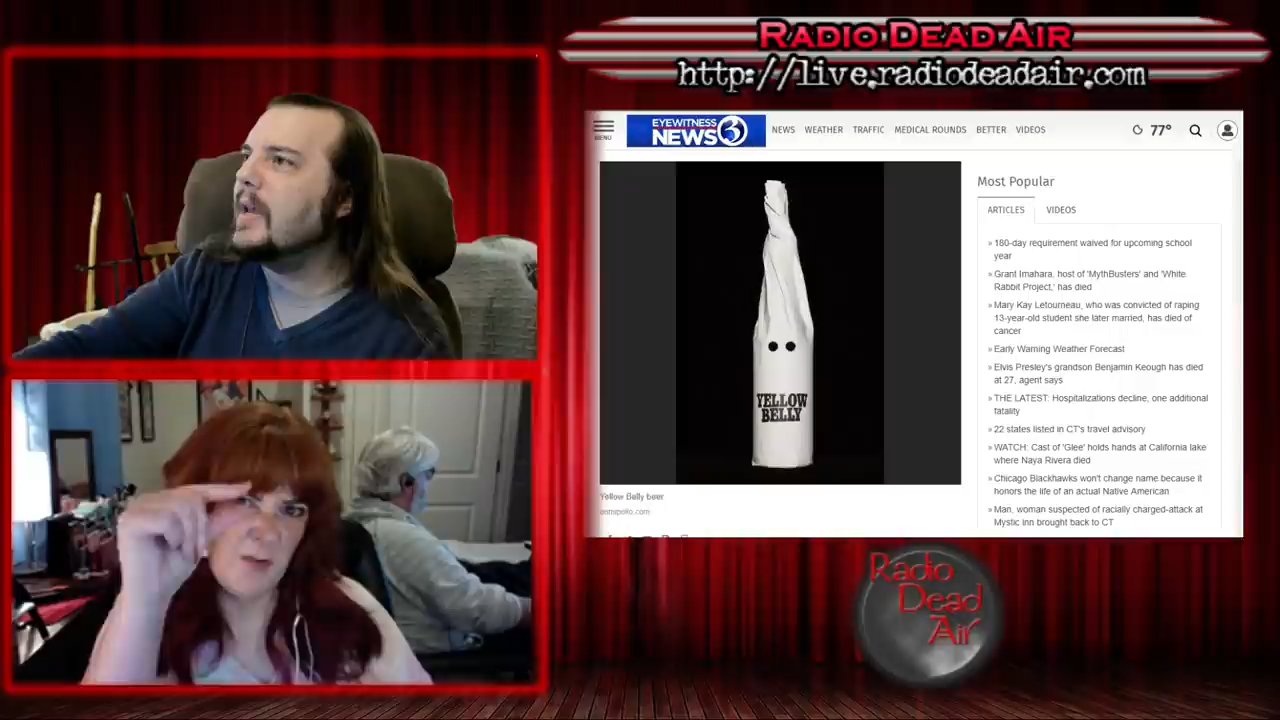 RADIO DEAD AIR
http://live.radiodeadair.com
MENU
EYEWITNESS
NEWS 3
NEWS WEATHER TRAFFIC MEDICAL ROUNDS BETTER VIDEOS
77°
Most Popular
ARTICLES VIDEOS
» 180-day requirement waived for upcoming school
year
» Grant Imahara, host of 'MythBusters' and 'White
Rabbit Project,' has died
» Mary Kay Letourneau, who was convicted of raping
13-year-old student she later married, has died of
cancer
» Early Warning Weather Forecast
» Elvis Presley's grandson Benjamin Keough has died
at 27, agent says
» THE LATEST: Hospitalizations decline, one additional
fatality
» 22 states listed in CT's travel advisory
» WATCH: Cast of 'Glee' holds hands at California lake
where Naya Rivera died
» Chicago Blackhawks won't change name because it
honors the life of an actual Native American
» Man, woman suspected of racially charged-attack at
Mystic inn brought back to CT
YELLOW
BELLY
Yellow Belly beer
Radio
Dead
Air